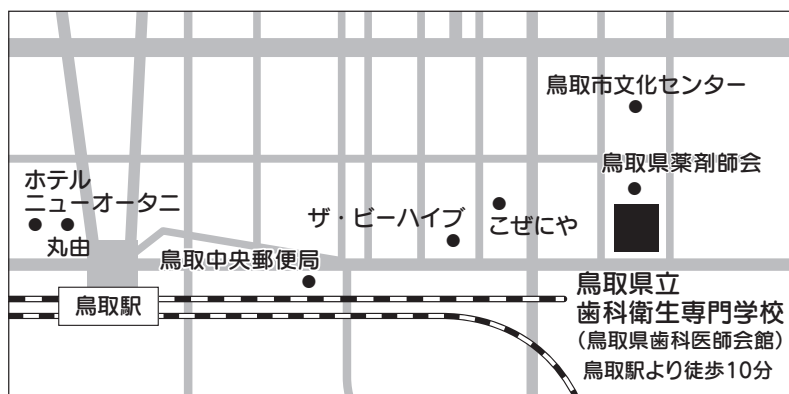 鳥取市文化センター
鳥取県薬剤師会
ホテル
ニューオータニ
丸由
ザ・ビーハイブ
こぜにや
鳥取中央郵便局
鳥取駅
鳥取県立
歯科衛生専門学校
(鳥取県歯科医師会館)
鳥取駅より徒歩10分